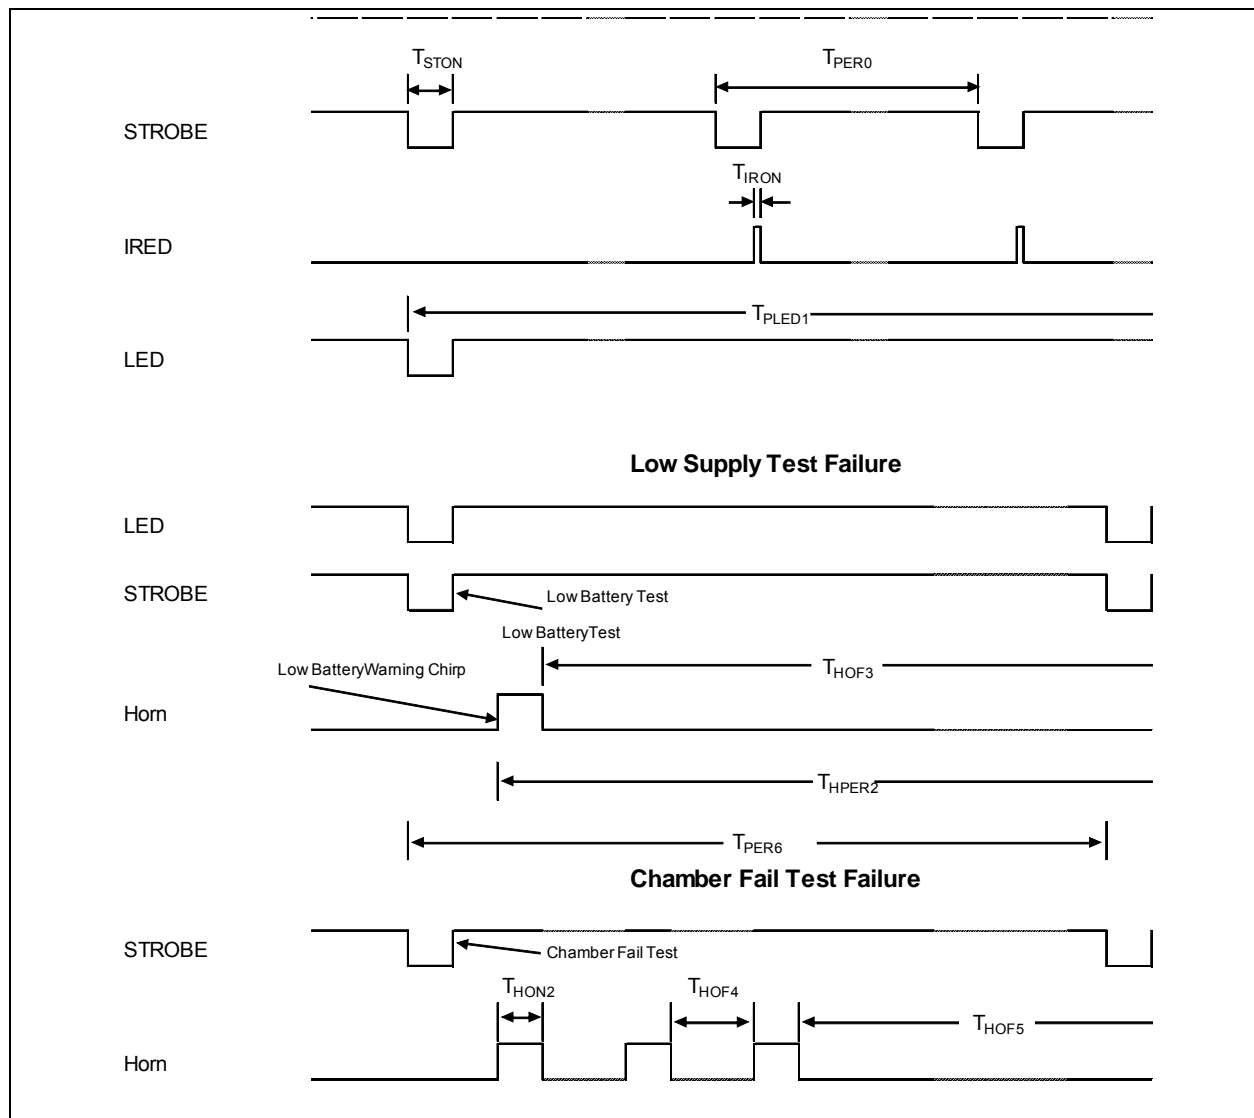 TSTON
TPER0
STROBE
TIRON
IRED
TPLED1
LED
Low Supply Test Failure
LED
STROBE
Low Battery Test
Low BatteryTest
Low BatteryWarning Chirp
THOF3
Horn
THPER2
TPER6
Chamber Fail Test Failure
STROBE
Chamber Fail Test
THON2
THOF4
THOF5
Horn